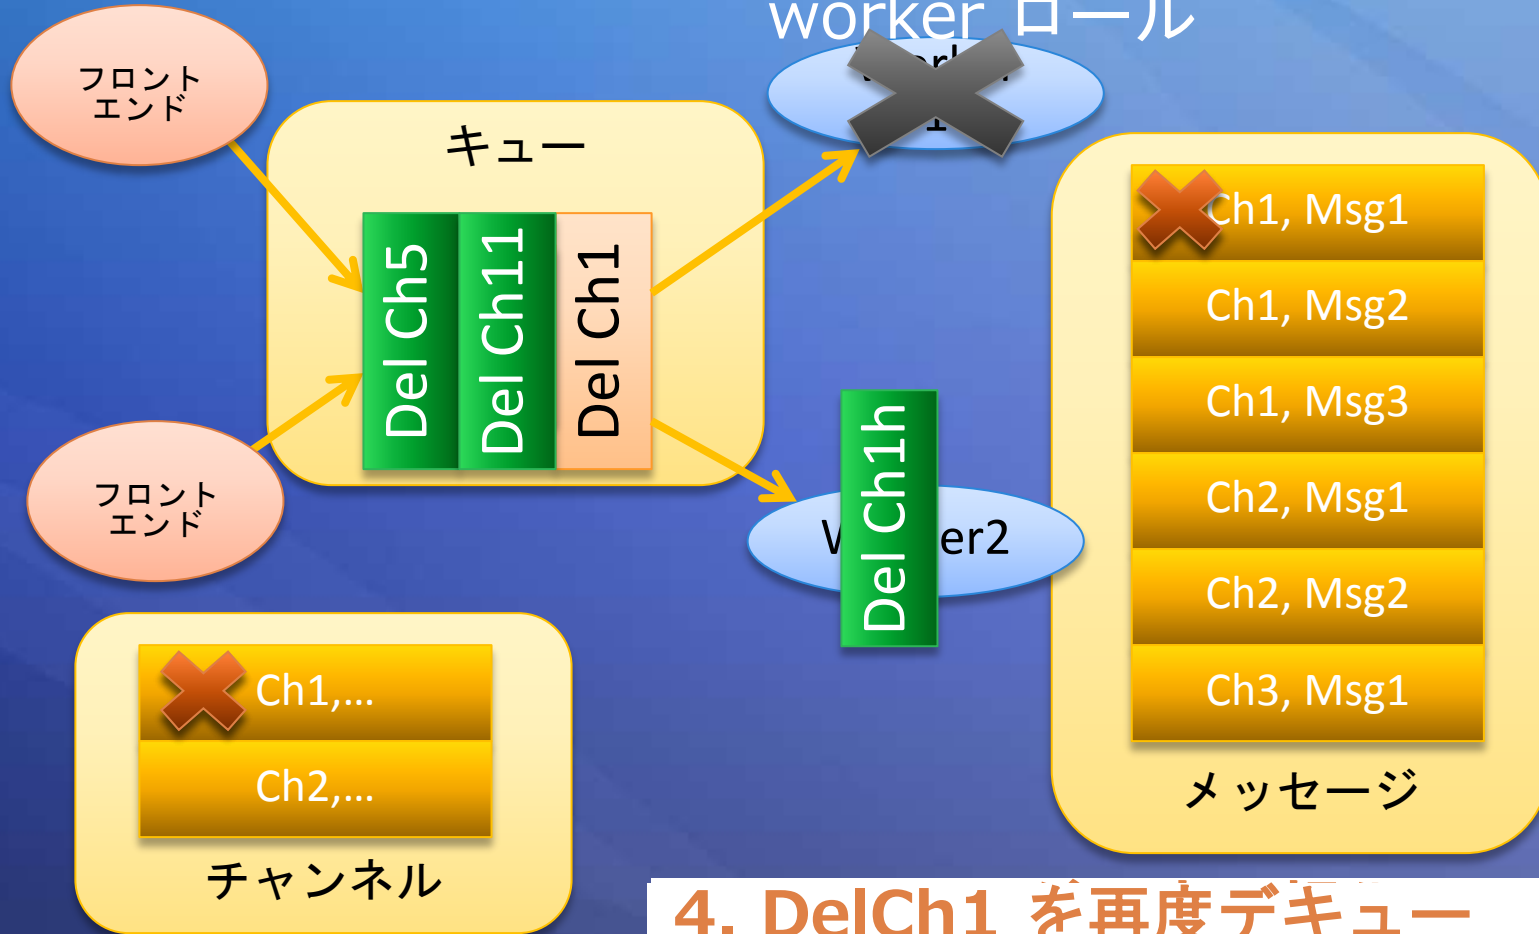 worker ロール
フロント
エンド
キュー
Del Ch5
Del Ch11
Del Ch1
Ch1, Msg1
Ch1, Msg2
Ch1, Msg3
Ch2, Msg1
Ch2, Msg2
Ch3, Msg1
メッセージ
フロント
エンド
Del Ch1h
er2
Ch1,...
Ch2,...
チャンネル
4. DelCh1 を再度デキュー